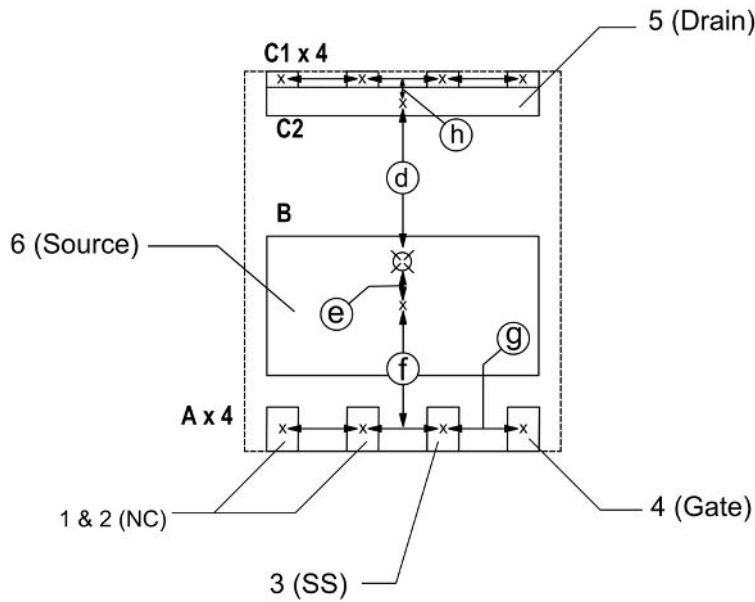 5 (Drain)
C1 x 4
x x x x
x
h
C2
d
B
6 (Source)
e
x
g
f
A x 4
x x x x
1 & 2 (NC)
4 (Gate)
3 (SS)